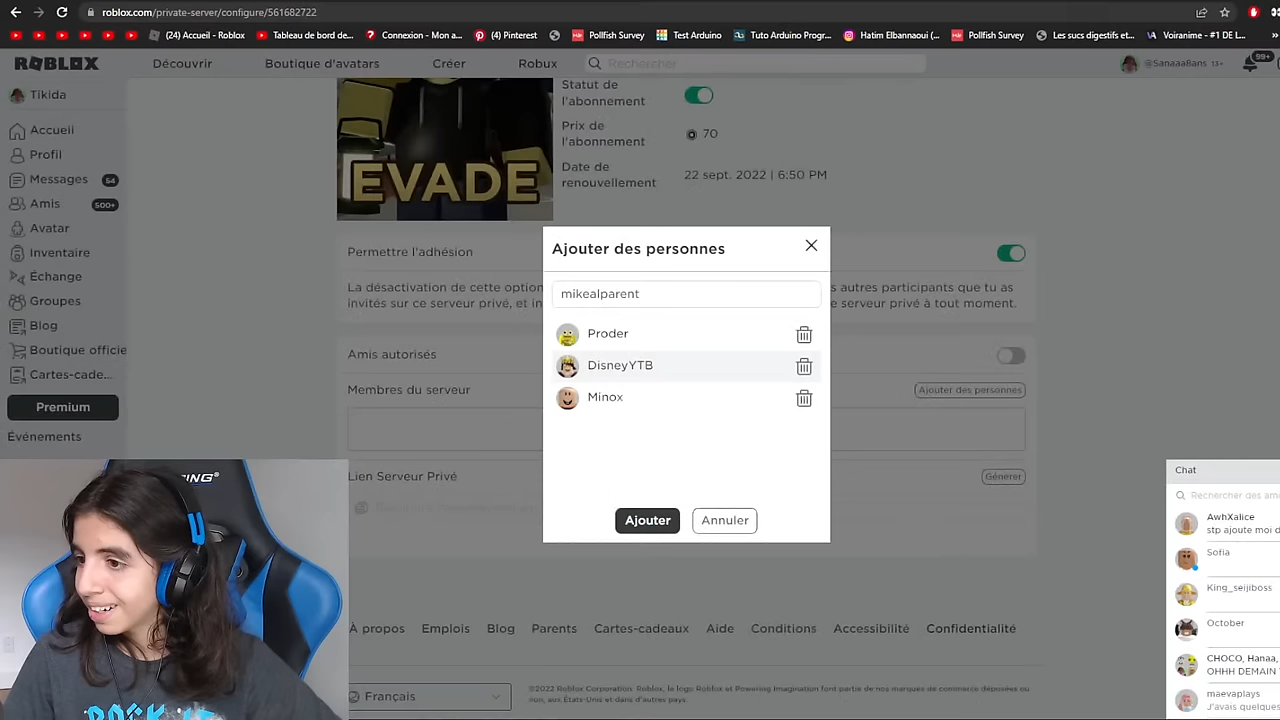 roblox.com/private-server/configure/561682722
(24) Accueil - Roblox
Tableau de bord de...
Connection - Mon a...
(4) Pinterest
Pollfish Survey
Test Arduino
Tuto Arduino Progr...
Hatim Elbannaoui (...
Pollfish Survey
Les sucs digestifs et...
Voiranime - #1 DE L...
»
ROBLOX
Découvrir
Boutique d'avatars
Créer
Robux
Rechercher
@SanaaaBans 13+
99+
Tikida
Accueil
Profil
Messages 54
Amis 500+
Avatar
Inventaire
Échange
Groupes
Blog
Boutique officie
Cartes-cade...
Premium
Événements
EVADE
Statut de
l'abonnement
Prix de
l'abonnement
70
Date de
renouvellement
22 sept. 2022 | 6:50 PM
Permettre l'adhésion
La désactivation de cette option
s autres participants que tu as
invités sur ce serveur privé, et in
e serveur privé à tout moment.
Amis autorisés
Membres du serveur
Ajouter des personnes
Lien Serveur Privé
Générer
Ajouter des personnes
mikealparent
Proder
DisneyYTB
Minox
Ajouter
Annuler
Chat
Rechercher des ami
AwhXalice
stp ajoute moi d
Sofia
King_seijiboss
October
CHOCO, Hanaa,
OHHH DEMAIN T
maevaplays
J'avais quelques
À propos
Emplois
Blog
Parents
Cartes-cadeaux
Aide
Conditions
Accessibilité
Confidentialité
Français
©2022 Roblox Corporation. Roblox, le logo Roblox et Powering Imagination font partie de nos marques de commerce déposées ou
non, aux États-Unis et dans d'autres pays.